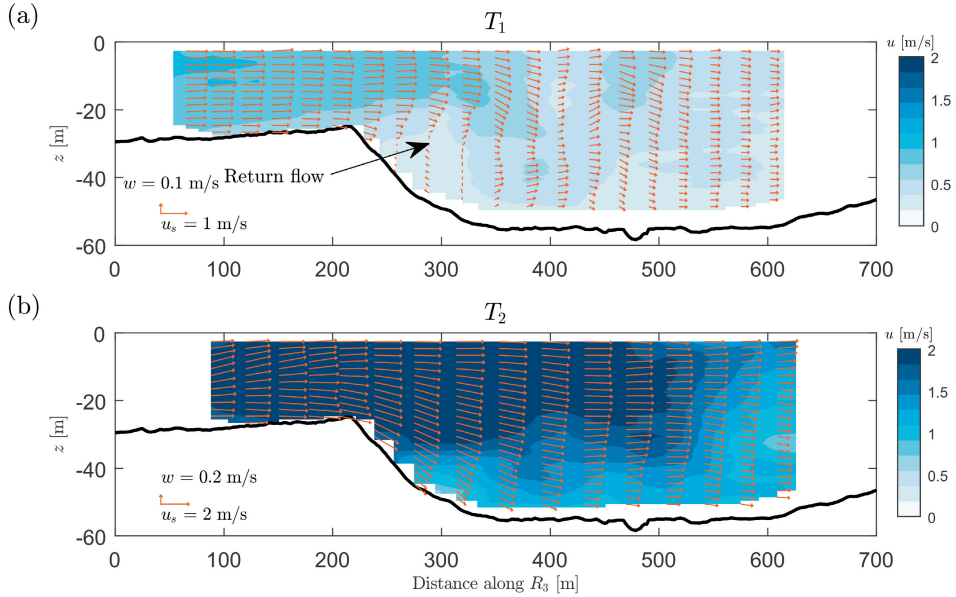 (a)
T1
u [m/s]
0
-20
-40
-60
z [m]
Return flow
w = 0.1 m/s
us = 1 m/s
0 100 200 300 400 500 600 700
2
1.5
1
0.5
0
(b)
T2
u [m/s]
0
-20
-40
-60
z [m]
w = 0.2 m/s
us = 2 m/s
0 100 200 300 400 500 600 700
Distance along R3 [m]
2
1.5
1
0.5
0